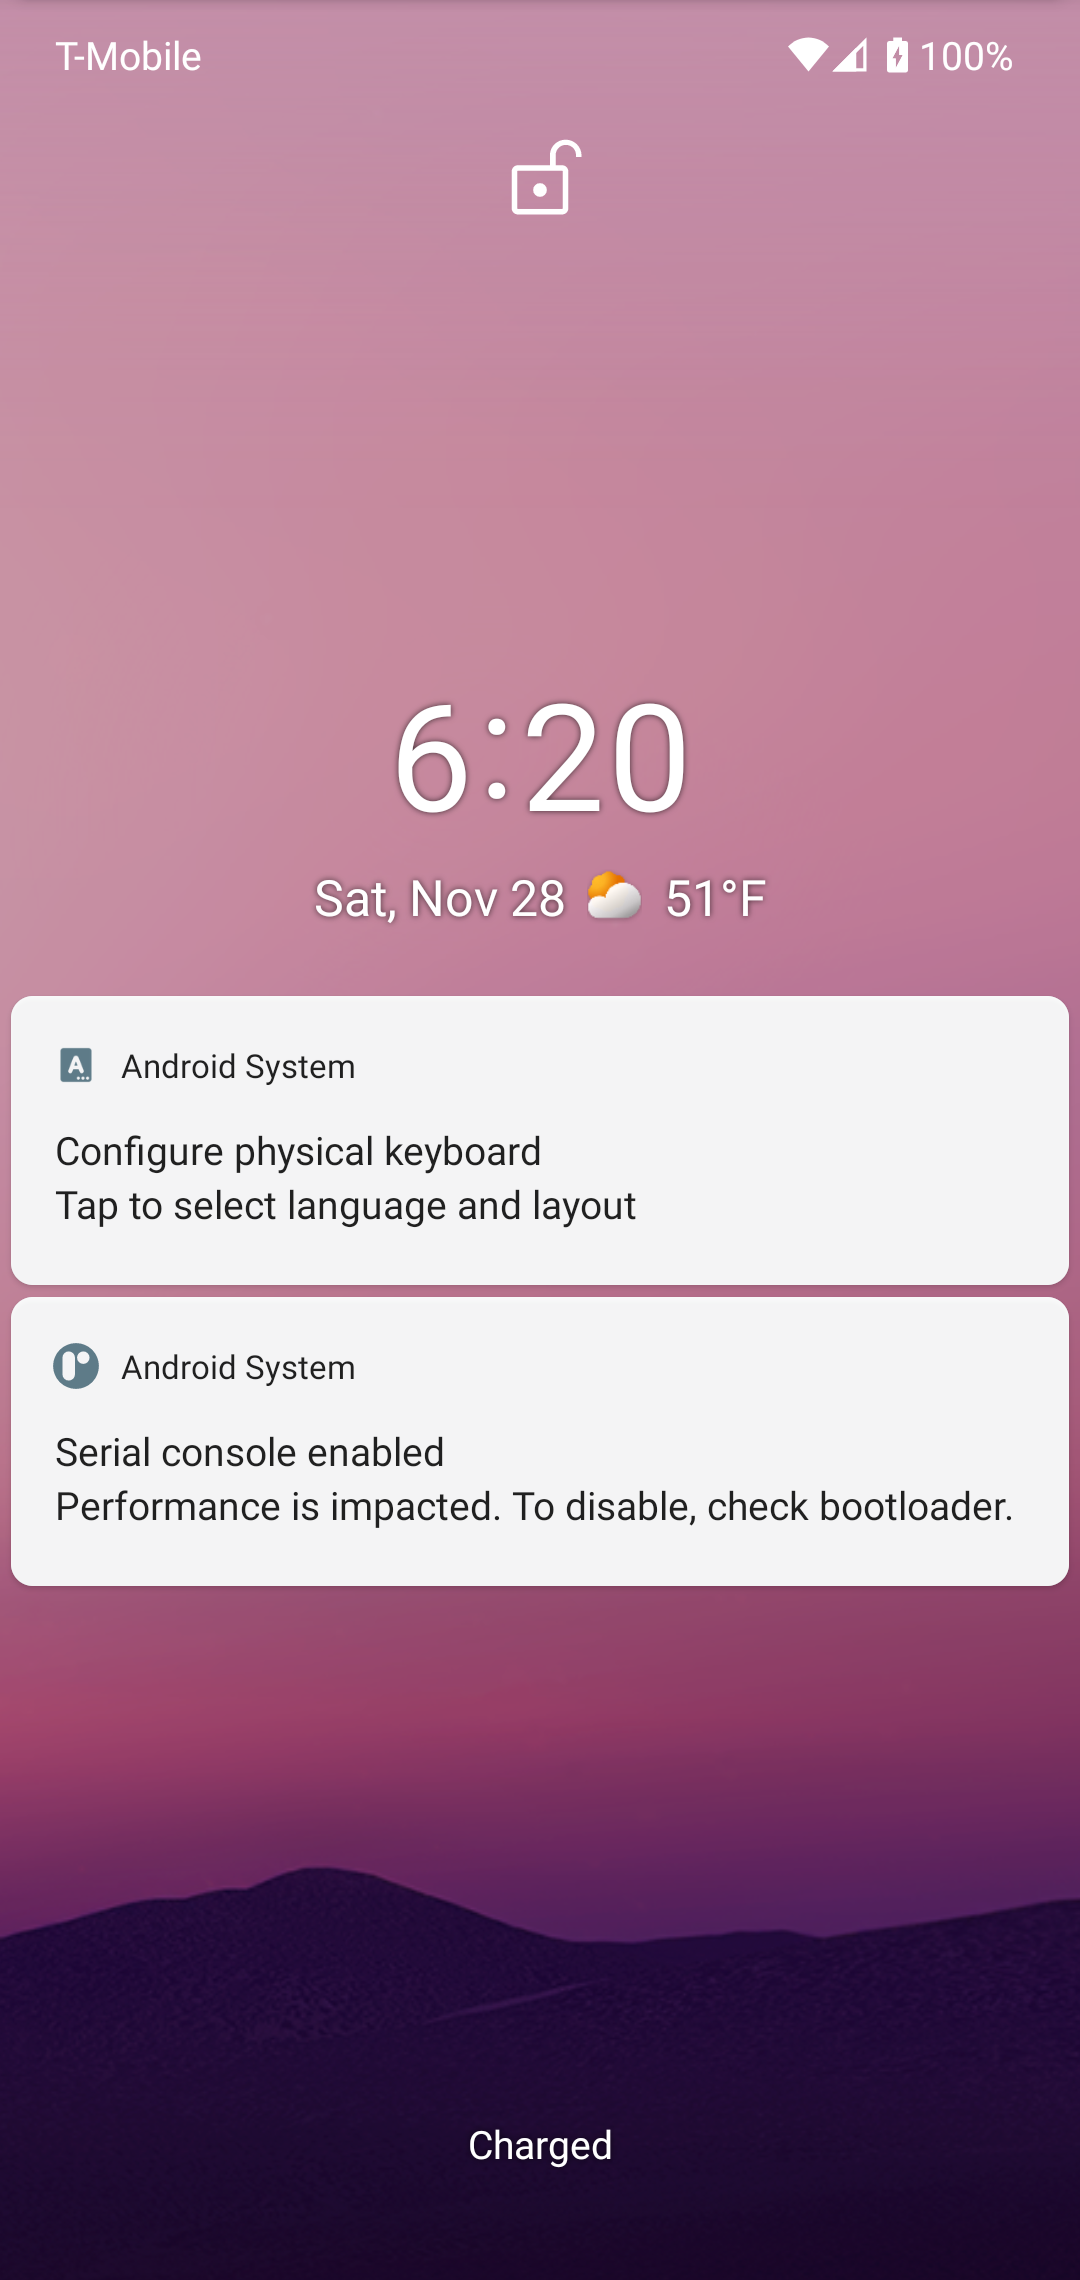 T-Mobile 100%
6:20
Sat, Nov 28 51°F
Android System
Configure physical keyboard
Tap to select language and layout
Android System
Serial console enabled
Performance is impacted. To disable, check bootloader.
Charged